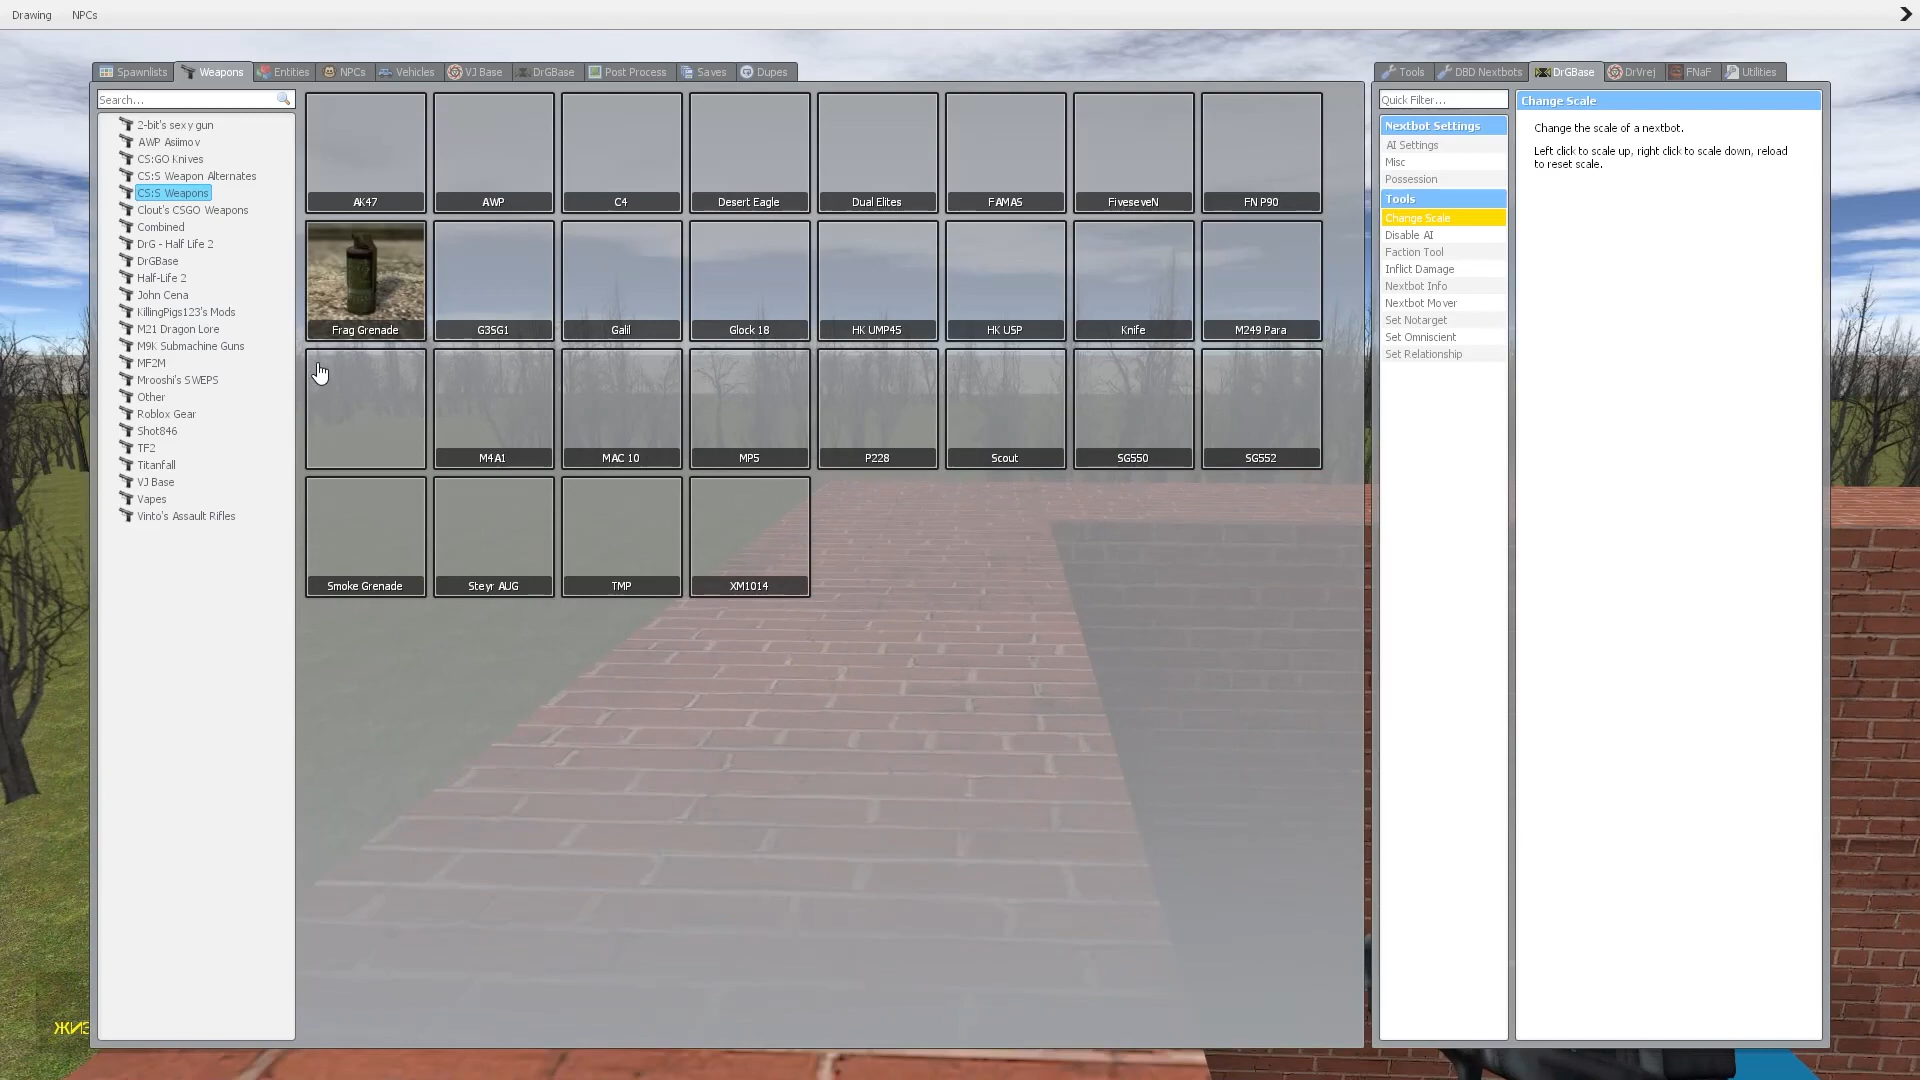 Drawing NPCs
Spawnlists Weapons Entities NPCs Vehicles VJ Base DrGBase Post Process Saves Dupes
Tools DBD Nextbots DrGBase DrVrej FNaF Utilities
Search...
2-bit's sexy gun
AWP Asiimov
CS:GO Knives
CS:S Weapon Alternates
CS:S Weapons
Clout's CSGO Weapons
Combined
DrG - Half Life 2
DrGBase
Half-Life 2
John Cena
KillingPigs123's Mods
M21 Dragon Lore
M9K Submachine Guns
MF2M
Mrooshi's SWEPS
Other
Roblox Gear
Shot846
TF2
Titanfall
VJ Base
Vapes
Vinto's Assault Rifles
AK47 AWP C4 Desert Eagle Dual Elites FAMAS FiveseveN FN P90
Frag Grenade G3SG1 Galil Glock 18 HK UMP45 HK USP Knife M249 Para
M4A1 MAC 10 MP5 P228 Scout SG550 SG552
Smoke Grenade Steyr AUG TMP XM1014
Quick Filter...
Nextbot Settings
AI Settings
Misc
Possession
Tools
Change Scale
Disable AI
Faction Tool
Inflict Damage
Nextbot Info
Nextbot Mover
Set Notarget
Set Omniscient
Set Relationship
Change Scale
Change the scale of a nextbot.
Left click to scale up, right click to scale down, reload
to reset scale.